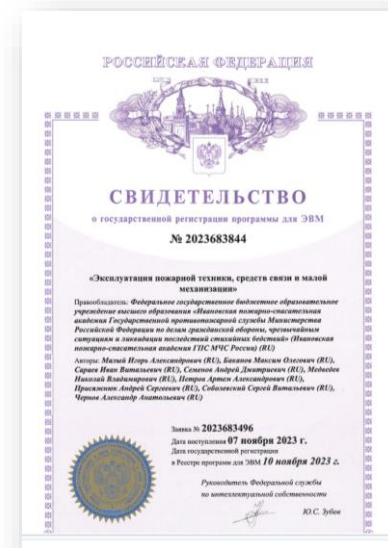 РОССИЙСКАЯ ФЕДЕРАЦИЯ
СВИДЕТЕЛЬСТВО
о государственной регистрации программы для ЭВМ
№ 2023683844
«Эксплуатация пожарной техники, средств связи и малой
механизации»
Правообладатель: Федеральное государственное бюджетное образовательное
учреждение высшего образования «Ивановская пожарно-спасательная
академия Государственной противопожарной службы Министерства
Российской Федерации по делам гражданской обороны, чрезвычайным
ситуациям и ликвидации последствий стихийных бедствий» (Ивановская
пожарно-спасательная академия ГПС МЧС России) (RU)
Авторы: Малый Игорь Александрович (RU), Баканов Максим Олегович (RU),
Сараев Иван Витальевич (RU), Семенов Андрей Дмитриевич (RU), Медведев
Николай Владимирович (RU), Петров Артем Александрович (RU),
Присяжнюк Андрей Сергеевич (RU), Соболевский Сергей Витальевич (RU),
Чернов Александр Анатольевич (RU)
Заявка № 2023683496
Дата поступления 07 ноября 2023 г.
Дата государственной регистрации
в Реестре программ для ЭВМ 10 ноября 2023 г.
Руководитель Федеральной службы
по интеллектуальной собственности
Ю.С. Зубов